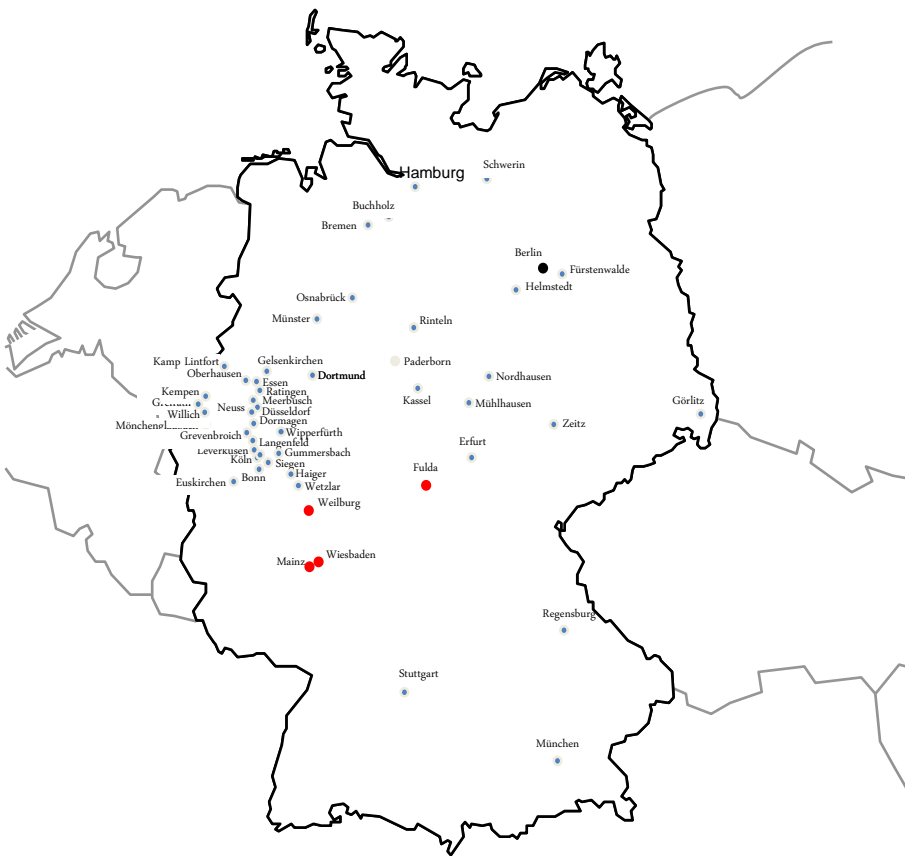 Schwerin
Hamburg
Buchholz
Bremen
Berlin
Fürstenwalde
Helmstedt
Osnabrück
Münster
Rinteln
Kamp Lintfort
Gelsenkirchen
Paderborn
Oberhausen
Dortmund
Nordhausen
Essen
Kempen
Ratingen
Kassel
Meerbusch
Mühlhausen
Görlitz
Willich
Neuss
Düsseldorf
Dormagen
Zeitz
Grevenbroich
Wipperfürth
Langenfeld
Erfurt
Leverkusen
Gummersbach
Köln
Siegen
Fulda
Bonn
Haiger
Euskirchen
Wetzlar
Weilburg
Wiesbaden
Mainz
Regensburg
Stuttgart
München